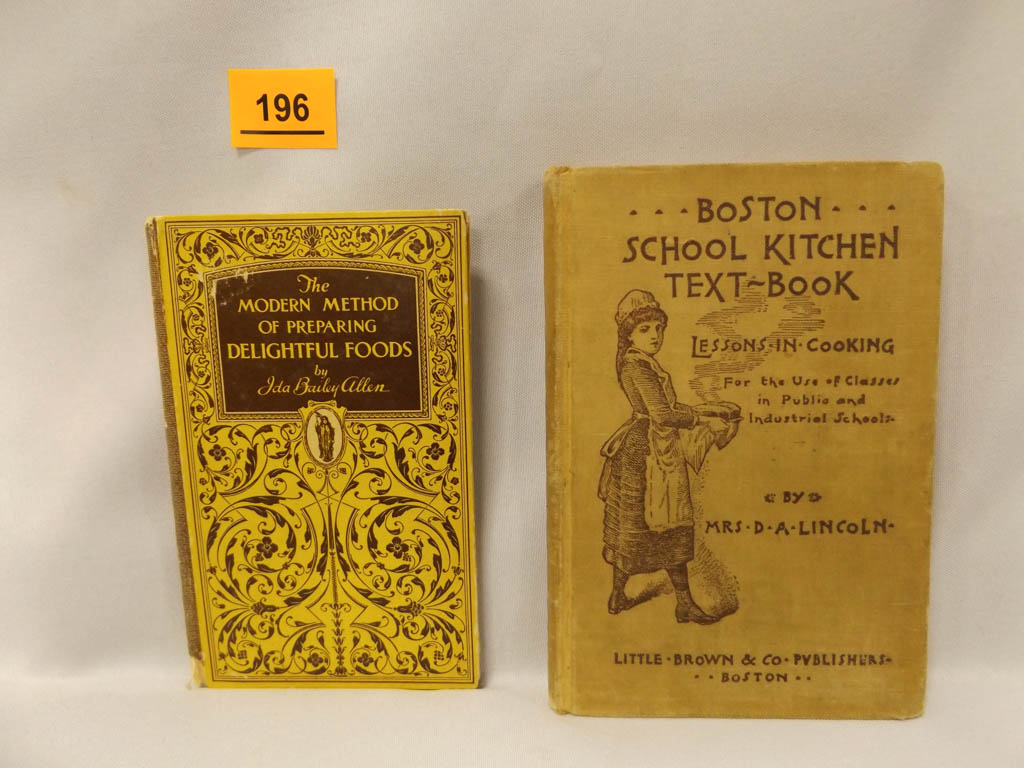 196
The
MODERN METHOD
OF PREPARING
DELIGHTFUL FOODS
by
Ida Bailey Allen
· · · BOSTON · · ·
SCHOOL KITCHEN
TEXT-BOOK
LESSONS·IN·COOKING
For the Use of Classes
in Public and
Industrial Schools·
BY
MRS·D·A·LINCOLN·
LITTLE·BROWN & CO·PVBLISHERS·
· · BOSTON · ·